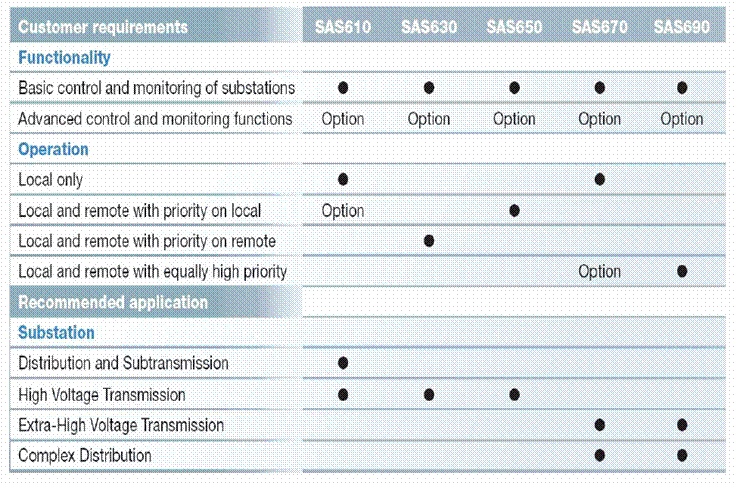 Customer requirements SAS610 SAS630 SAS650 SAS670 SAS690
Functionality
Basic control and monitoring of substations ● ● ● ● ●
Advanced control and monitoring functions Option Option Option Option Option
Operation
Local only ● ●
Local and remote with priority on local Option ●
Local and remote with priority on remote ●
Local and remote with equally high priority Option ●
Recommended application
Substation
Distribution and Subtransmission ●
High Voltage Transmission ● ● ●
Extra-High Voltage Transmission ● ●
Complex Distribution ● ●